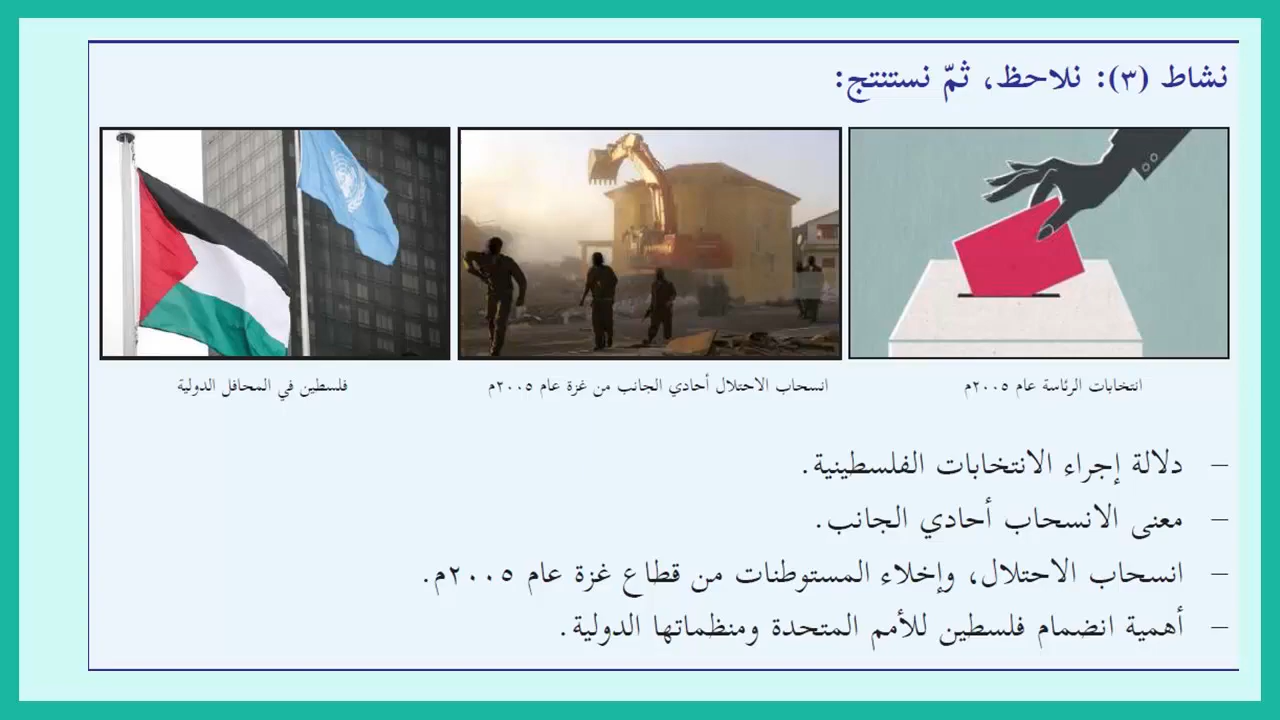 نشاط (٣): نلاحظ، ثمّ نستنتج:
انتخابات الرئاسة عام ٢٠٠٥م
انسحاب الاحتلال أحادي الجانب من غزة عام ٢٠٠٥م
فلسطين في المحافل الدولية
– دلالة إجراء الانتخابات الفلسطينية.
– معنى الانسحاب أحادي الجانب.
– انسحاب الاحتلال، وإخلاء المستوطنات من قطاع غزة عام ٢٠٠٥م.
– أهمية انضمام فلسطين للأمم المتحدة ومنظماتها الدولية.